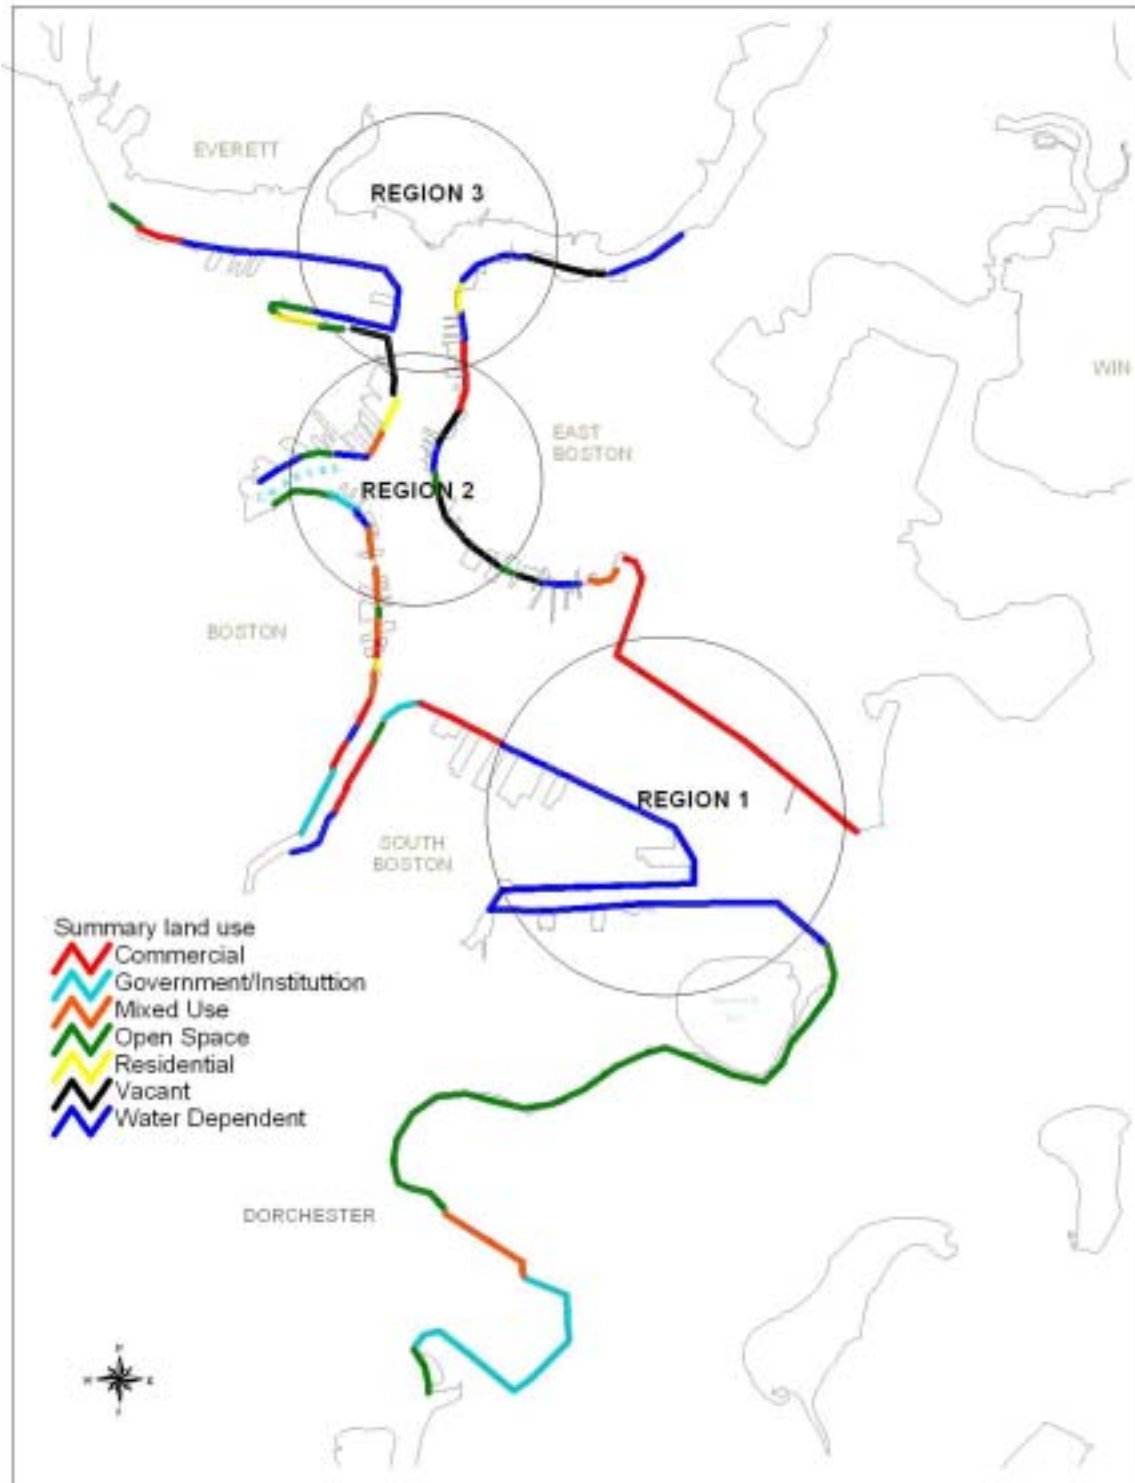 EVERETT
REGION 3
WIN
EAST
BOSTON
CHARLES
REGION 2
BOSTON
REGION 1
SOUTH
BOSTON
Summary land use
Commercial
Government/Instituttion
Mixed Use
Open Space
Residential
Vacant
Water Dependent
DORCHESTER